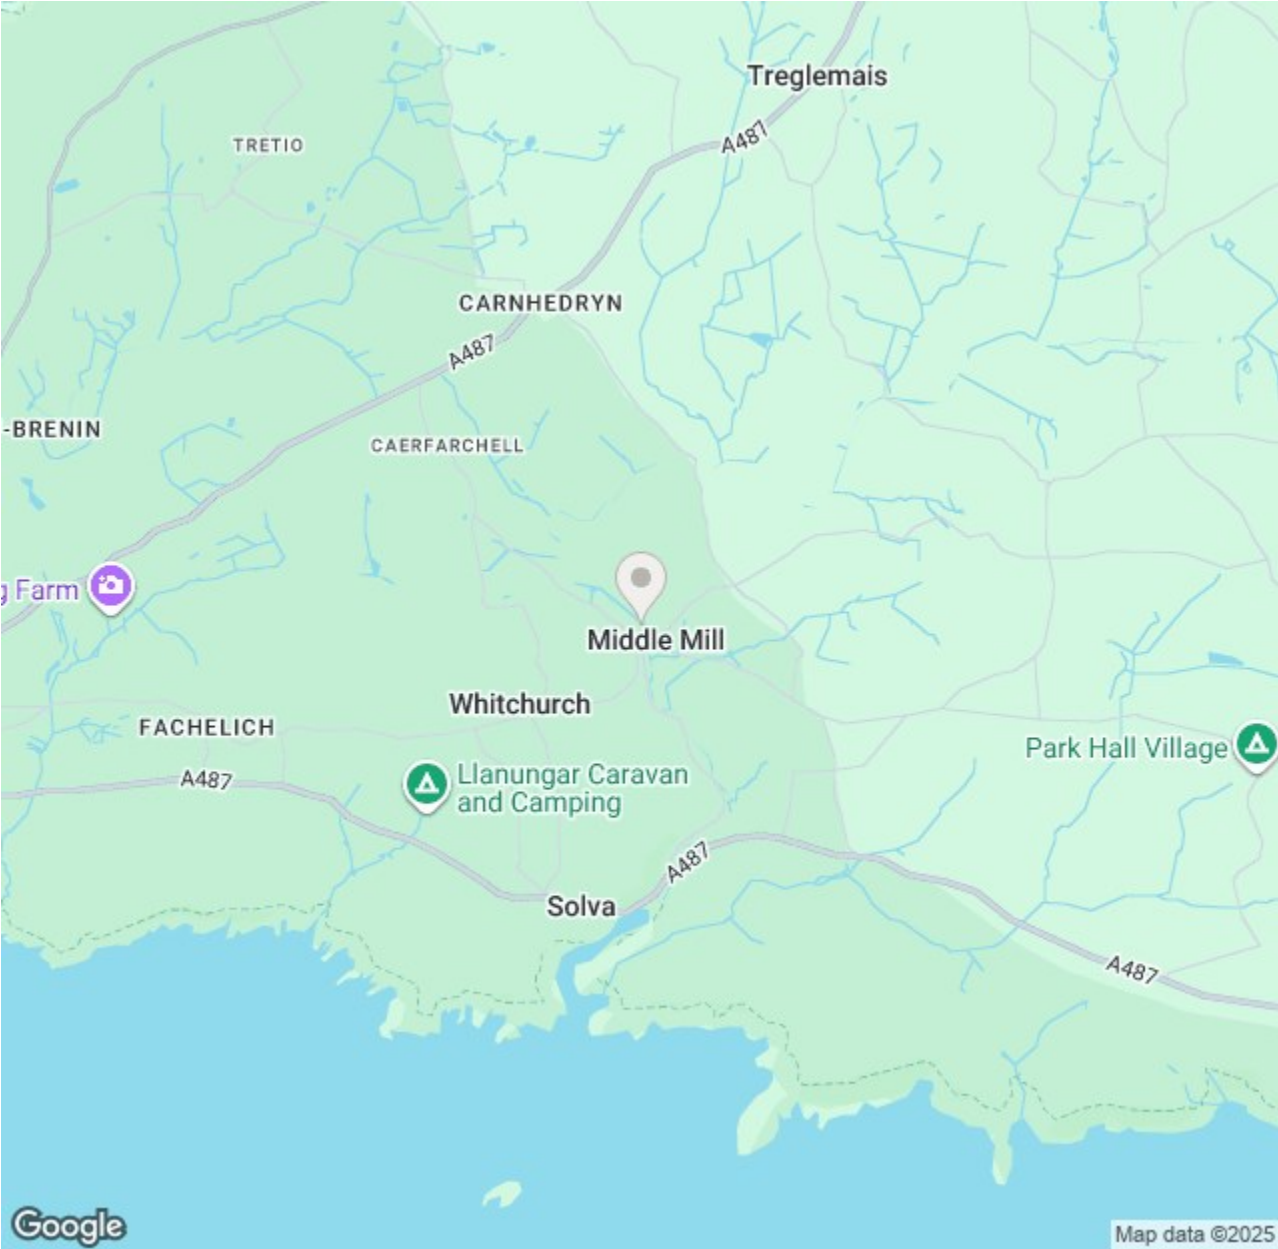 Treglemais
A487
TRETIO
CARNHEDRYN
A487
-BRENIN
CAERFARCHELL
g Farm
Middle Mill
Whitchurch
FACHELICH
Park Hall Village
A487
Llanungar Caravan
and Camping
A487
Solva
A487
Google
Map data ©2025